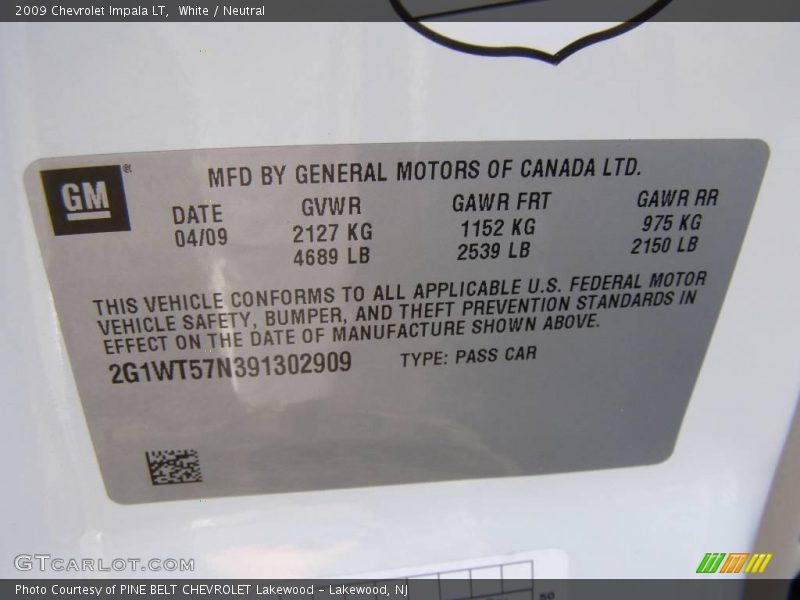 2009 Chevrolet Impala LT,  White / Neutral
GM ®
MFD BY GENERAL MOTORS OF CANADA LTD.
DATE GVWR GAWR FRT GAWR RR
04/09 2127 KG 1152 KG 975 KG
4689 LB 2539 LB 2150 LB
THIS VEHICLE CONFORMS TO ALL APPLICABLE U.S. FEDERAL MOTOR
VEHICLE SAFETY, BUMPER, AND THEFT PREVENTION STANDARDS IN
EFFECT ON THE DATE OF MANUFACTURE SHOWN ABOVE.
2G1WT57N391302909 TYPE: PASS CAR
GTCARLOT.COM
Photo Courtesy of PINE BELT CHEVROLET Lakewood - Lakewood, NJ